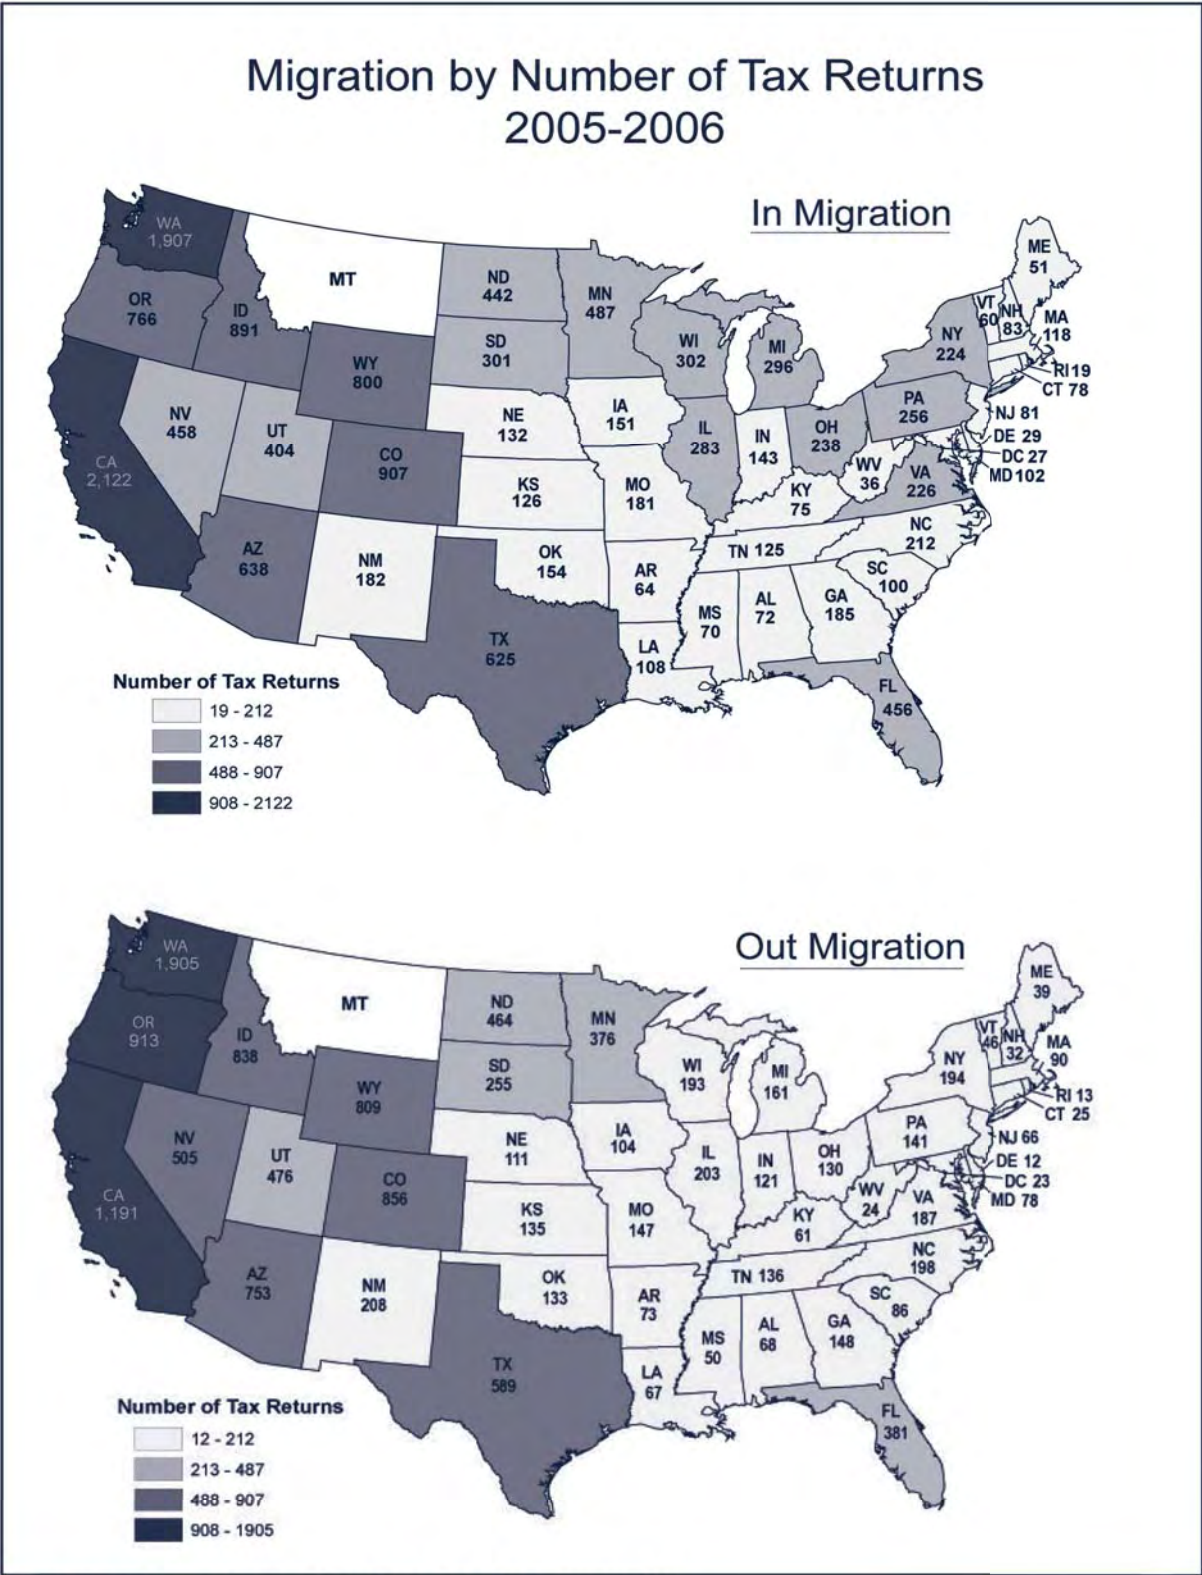 Migration by Number of Tax Returns
2005-2006
In Migration
WA
1,907
MT
ND
442
MN
487
ME
51
OR
766
ID
891
VT
60
NH
83
MA
118
SD
301
WI
302
MI
296
NY
224
WY
800
RI 19
CT 78
NV
458
UT
404
NE
132
IA
151
PA
256
NJ 81
CO
907
IL
283
IN
143
OH
238
DE 29
DC 27
MD 102
CA
2,122
KS
126
MO
181
WV
36
VA
226
KY
75
NC
212
AZ
638
NM
182
OK
154
AR
64
TN 125
SC
100
MS
70
AL
72
GA
185
TX
625
LA
108
FL
456
Number of Tax Returns
19 - 212
213 - 487
488 - 907
908 - 2122
Out Migration
WA
1,905
MT
ND
464
MN
376
ME
39
OR
913
ID
838
VT
46
NH
32
MA
90
SD
255
WI
193
MI
161
NY
194
WY
809
RI 13
CT 25
NV
505
UT
476
NE
111
IA
104
PA
141
NJ 66
CO
856
IL
203
IN
121
OH
130
DE 12
DC 23
MD 78
CA
1,191
KS
135
MO
147
WV
24
VA
187
KY
61
NC
198
AZ
753
NM
208
OK
133
AR
73
TN 136
SC
86
MS
50
AL
68
GA
148
TX
589
LA
67
FL
381
Number of Tax Returns
12 - 212
213 - 487
488 - 907
908 - 1905